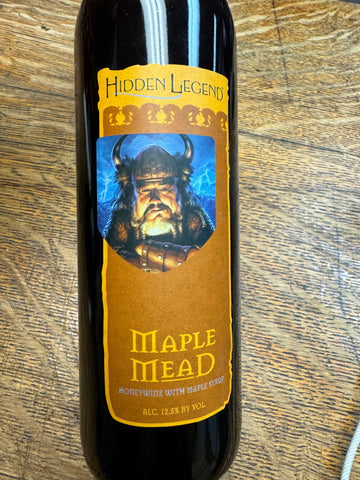 HIDDEN LEGEND
MAPLE
MEAD
HONEYWINE WITH MAPLE SYRUP
ALC. 12.5% BY VOL.